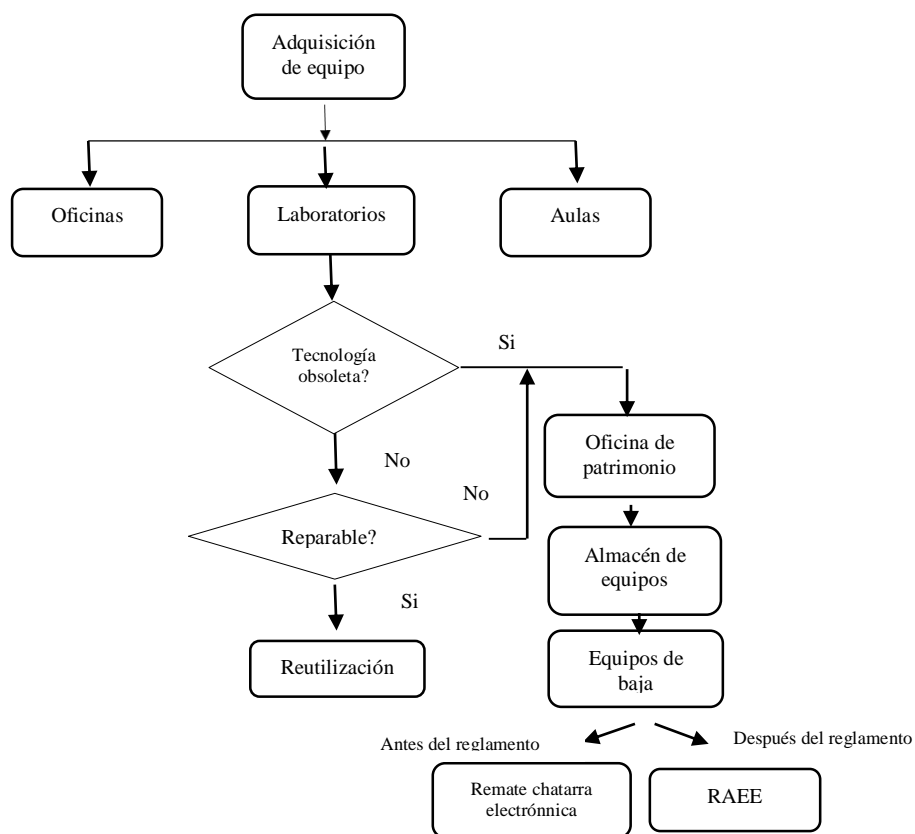 Adquisición
de equipo
Oficinas
Laboratorios
Aulas
Tecnología
obsoleta?
Si
Oficina de
patrimonio
No
No
Reparable?
Almacén de
equipos
Si
Reutilización
Equipos de
baja
Antes del reglamento
Después del reglamento
Remate chatarra
electrónnica
RAEE